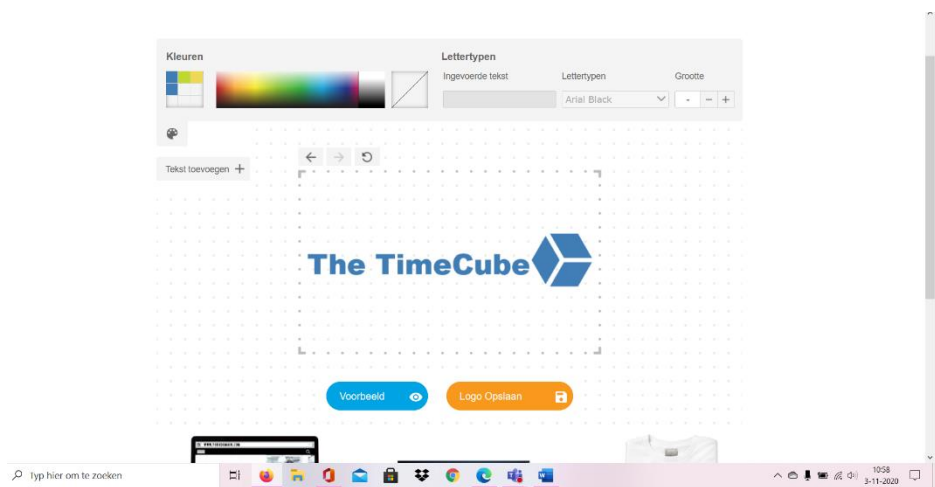 Kleuren
Lettertypen
Ingevoerde tekst
Lettertypen
Grootte
Arial Black
-
Tekst toevoegen
The TimeCube
Voorbeeld
Logo Opslaan
Typ hier om te zoeken
10:58
3-11-2020